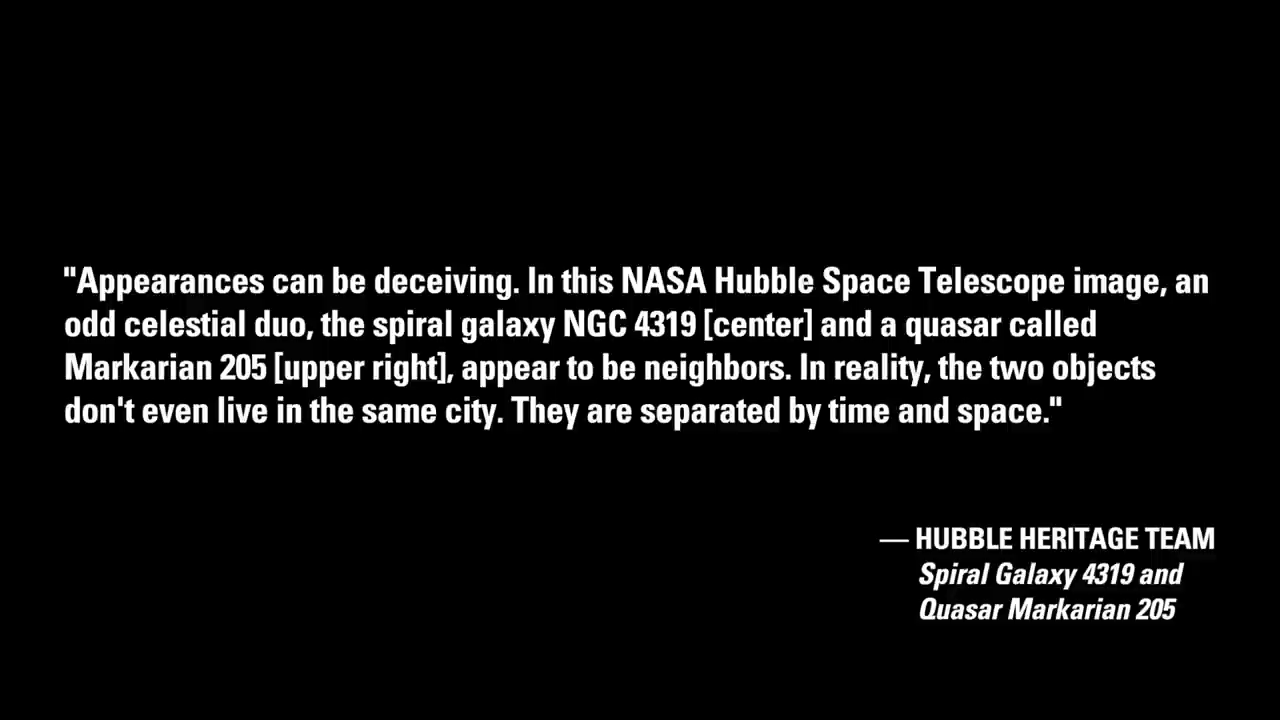 "Appearances can be deceiving. In this NASA Hubble Space Telescope image, an
odd celestial duo, the spiral galaxy NGC 4319 [center] and a quasar called
Markarian 205 [upper right], appear to be neighbors. In reality, the two objects
don't even live in the same city. They are separated by time and space."
— HUBBLE HERITAGE TEAM
Spiral Galaxy 4319 and
Quasar Markarian 205